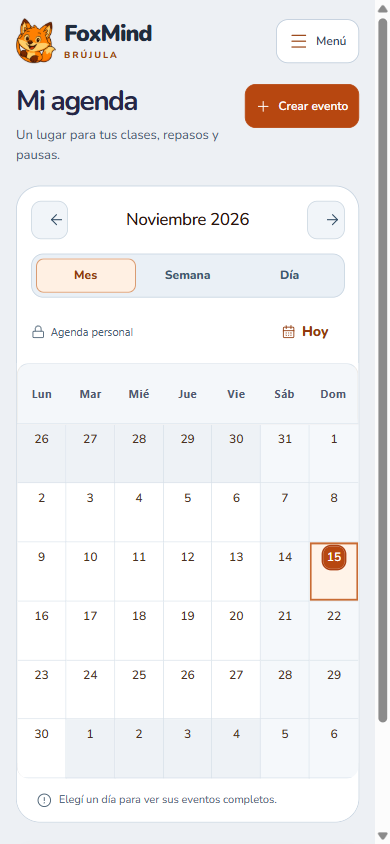 FoxMind
BRÚJULA
Menú
Mi agenda
Crear evento
Un lugar para tus clases, repasos y
pausas.
Noviembre 2026
Mes Semana Día
Agenda personal
Hoy
Lun Mar Mié Jue Vie Sáb Dom
26 27 28 29 30 31 1
2 3 4 5 6 7 8
9 10 11 12 13 14 15
16 17 18 19 20 21 22
23 24 25 26 27 28 29
30 1 2 3 4 5 6
Elegí un día para ver sus eventos completos.